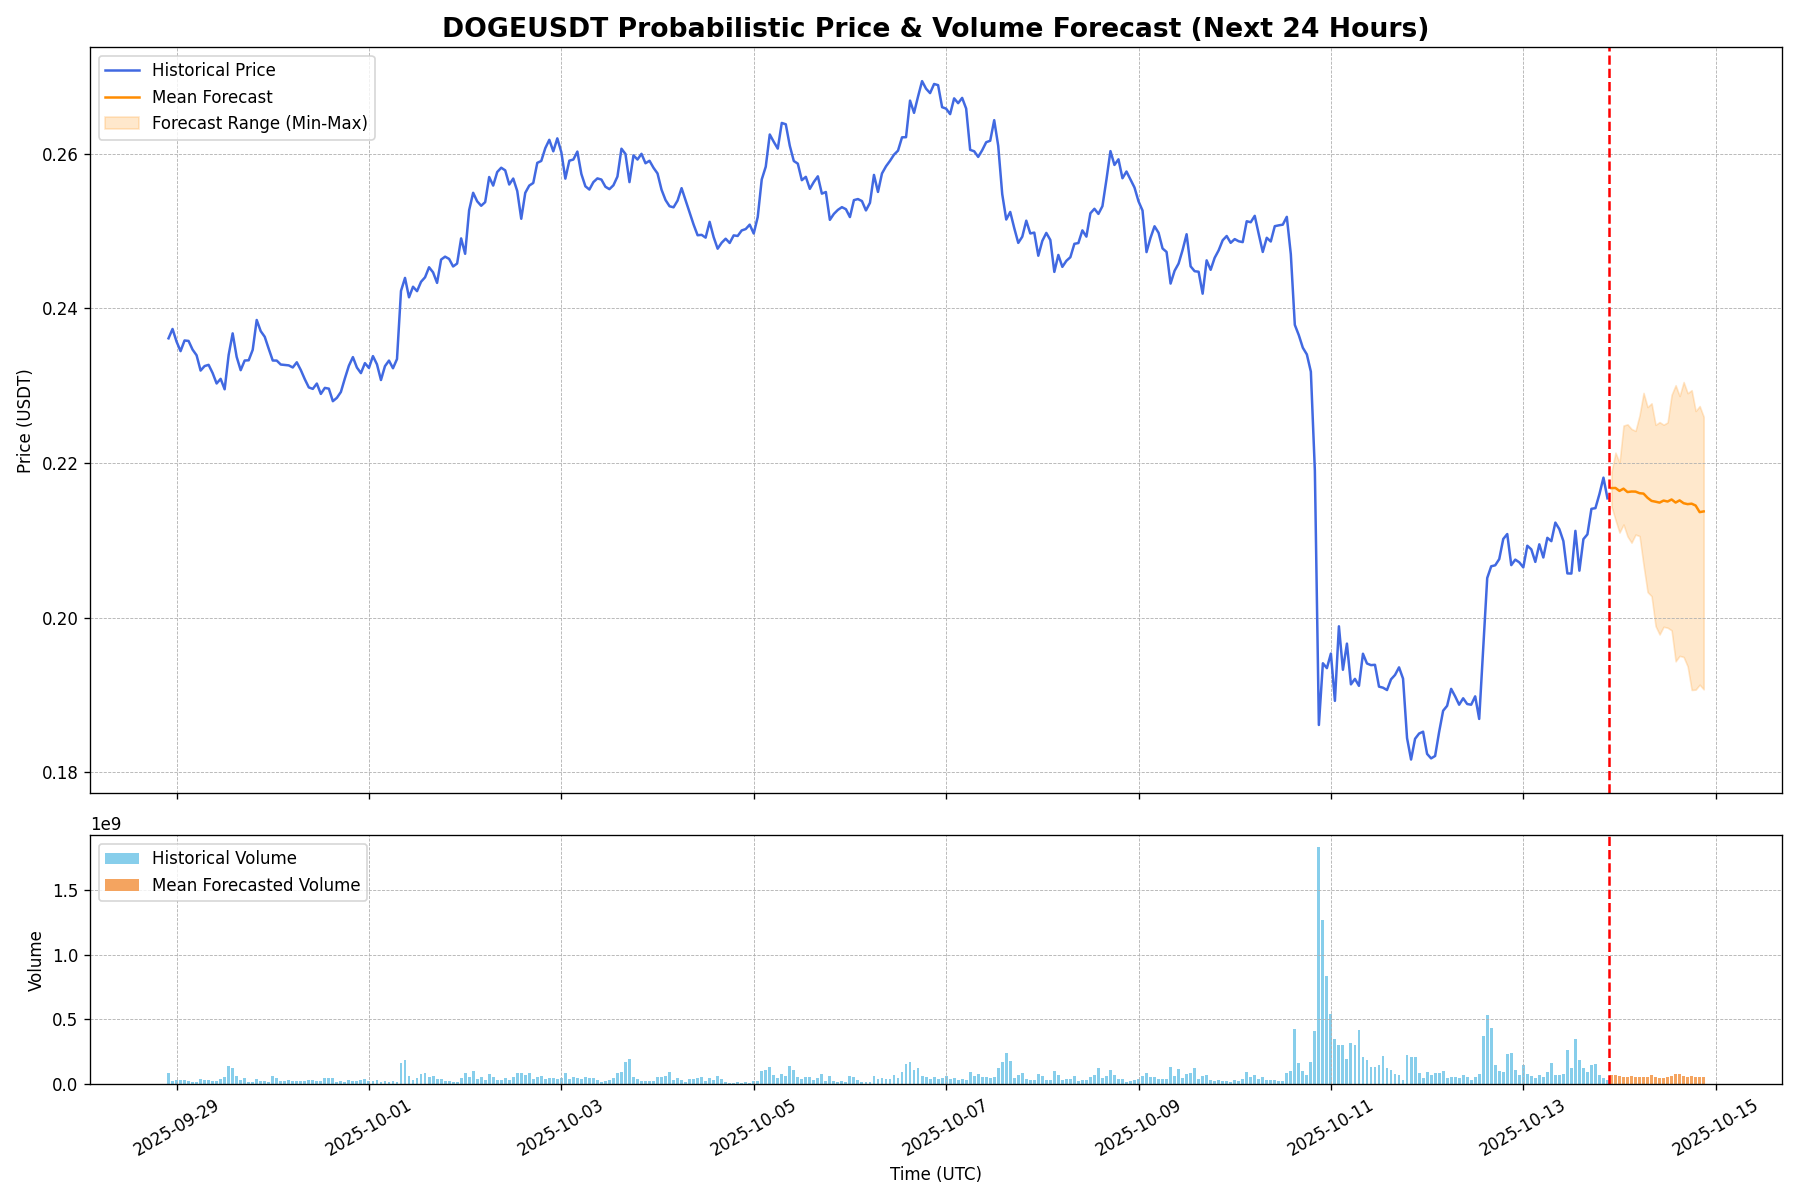 DOGEUSDT Probabilistic Price & Volume Forecast (Next 24 Hours)
Historical Price
Mean Forecast
Forecast Range (Min-Max)
0.26
0.24
0.22
0.20
0.18
Price (USDT)
1e9
Historical Volume
Mean Forecasted Volume
1.5
1.0
0.5
0.0
Volume
2025-09-29
2025-10-01
2025-10-03
2025-10-05
2025-10-07
2025-10-09
2025-10-11
2025-10-13
2025-10-15
Time (UTC)